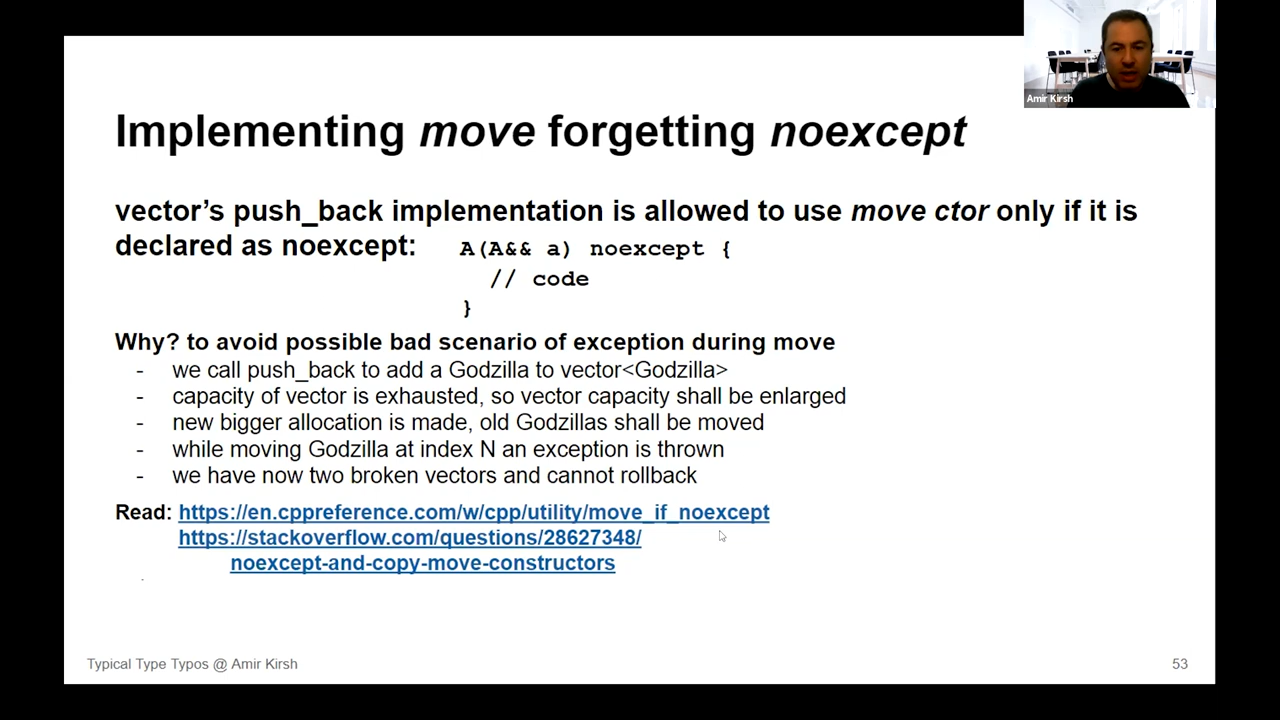 Amir Kirsh
Implementing move forgetting noexcept
vector's push_back implementation is allowed to use move ctor only if it is
declared as noexcept: A(A&& a) noexcept {
// code
}
Why? to avoid possible bad scenario of exception during move
- we call push_back to add a Godzilla to vector<Godzilla>
- capacity of vector is exhausted, so vector capacity shall be enlarged
- new bigger allocation is made, old Godzillas shall be moved
- while moving Godzilla at index N an exception is thrown
- we have now two broken vectors and cannot rollback
Read: https://en.cppreference.com/w/cpp/utility/move_if_noexcept
https://stackoverflow.com/questions/28627348/
noexcept-and-copy-move-constructors
Typical Type Typos @ Amir Kirsh
53